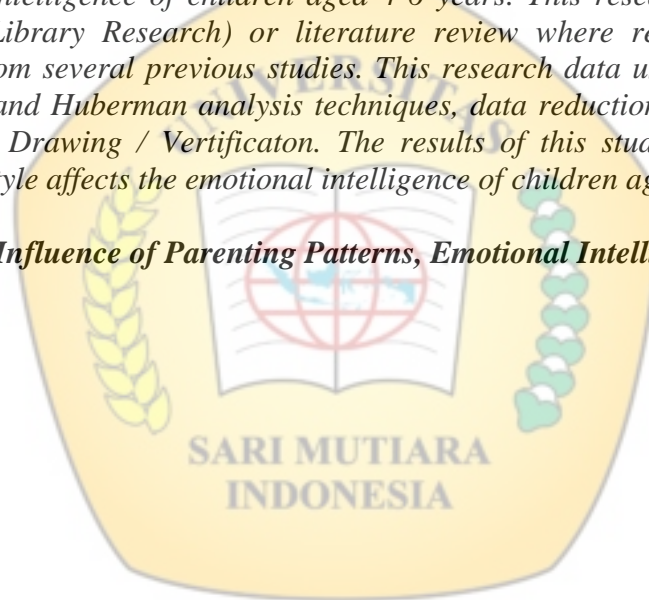 intelligence of children aged 4-6 years. This resea
Library Research) or literature review where re
om several previous studies. This research data u
and Huberman analysis techniques, data reduction
Drawing / Vertificaton. The results of this stud
tyle affects the emotional intelligence of children ag
Influence of Parenting Patterns, Emotional Intell
UNIVERSITAS
SARI MUTIARA
INDONESIA